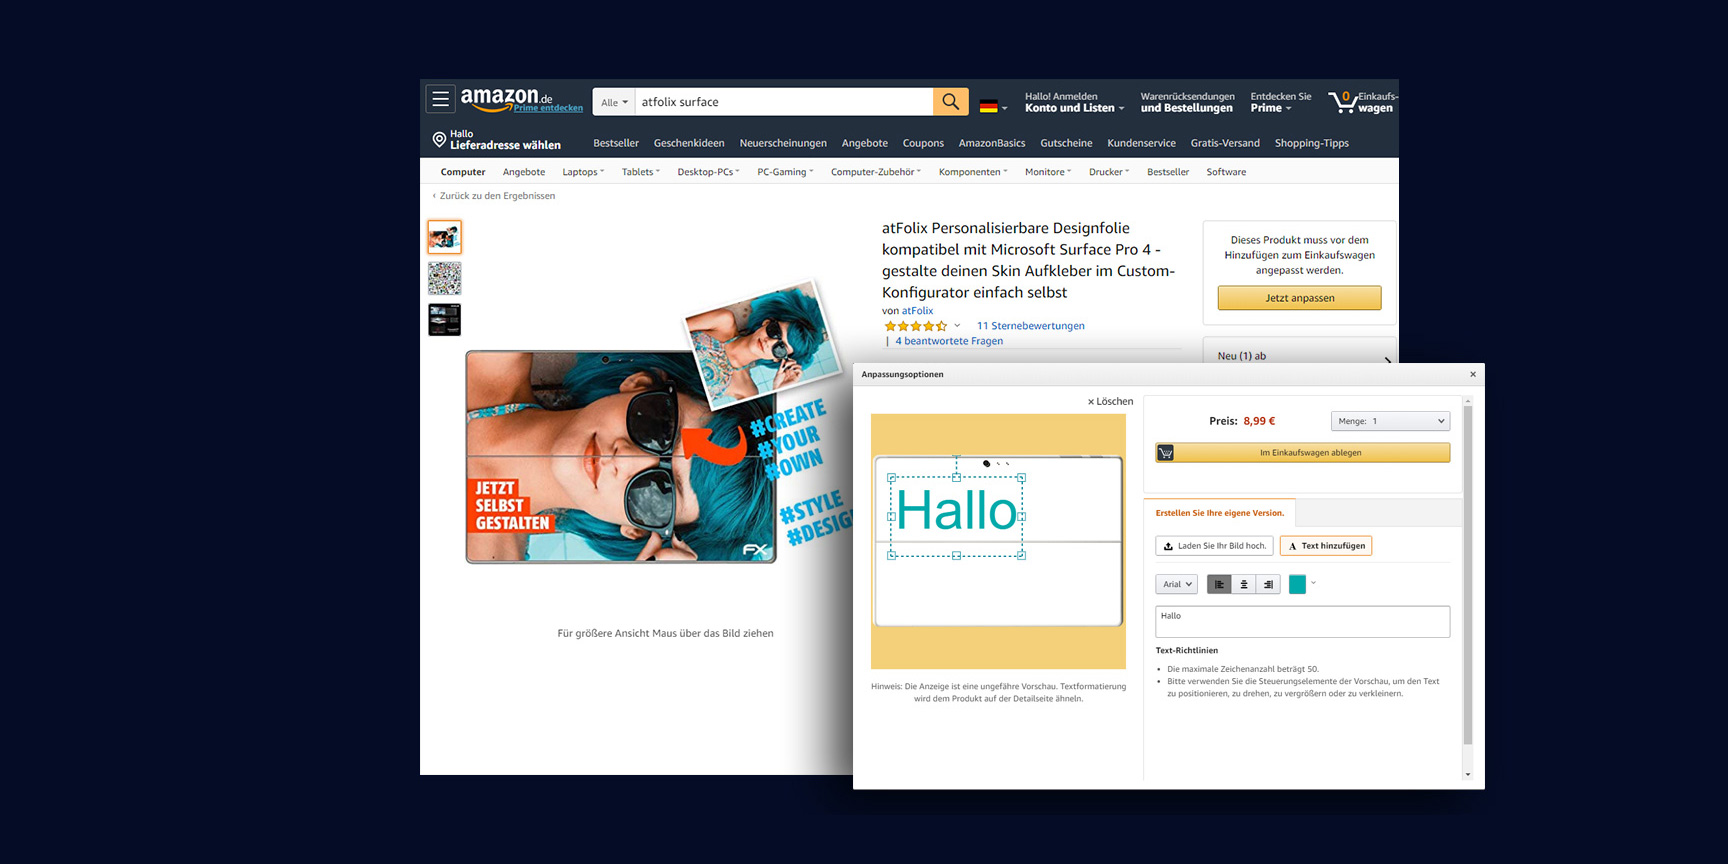 amazon.de
Prime entdecken
Alle
atfolix surface
Hallo! Anmelden
Konto und Listen
Warenrücksendungen
und Bestellungen
Entdecken Sie
Prime
0
Einkaufs-
wagen
Hallo
Lieferadresse wählen
Bestseller Geschenkideen Neuerscheinungen Angebote Coupons AmazonBasics Gutscheine Kundenservice Gratis-Versand Shopping-Tipps
Computer Angebote Laptops Tablets Desktop-PCs PC-Gaming Computer-Zubehör Komponenten Monitore Drucker Bestseller Software
‹ Zurück zu den Ergebnissen
#CREATE
#YOUR
#OWN
#STYLE
#DESIG
JETZT
SELBST
GESTALTEN
FX
Für größere Ansicht Maus über das Bild ziehen
atFolix Personalisierbare Designfolie
kompatibel mit Microsoft Surface Pro 4 -
gestalte deinen Skin Aufkleber im Custom-
Konfigurator einfach selbst
von atFolix
11 Sternebewertungen
| 4 beantwortete Fragen
Dieses Produkt muss vor dem
Hinzufügen zum Einkaufswagen
angepasst werden.
Jetzt anpassen
Neu (1) ab
Anpassungsoptionen
× Löschen
Hallo
Hinweis: Die Anzeige ist eine ungefähre Vorschau. Textformatierung
wird dem Produkt auf der Detailseite ähneln.
Preis: 8,99 €
Menge: 1
Im Einkaufswagen ablegen
Erstellen Sie Ihre eigene Version.
Laden Sie Ihr Bild hoch.
A Text hinzufügen
Arial
Hallo
Text-Richtlinien
• Die maximale Zeichenanzahl beträgt 50.
• Bitte verwenden Sie die Steuerungselemente der Vorschau, um den Text
zu positionieren, zu drehen, zu vergrößern oder zu verkleinern.